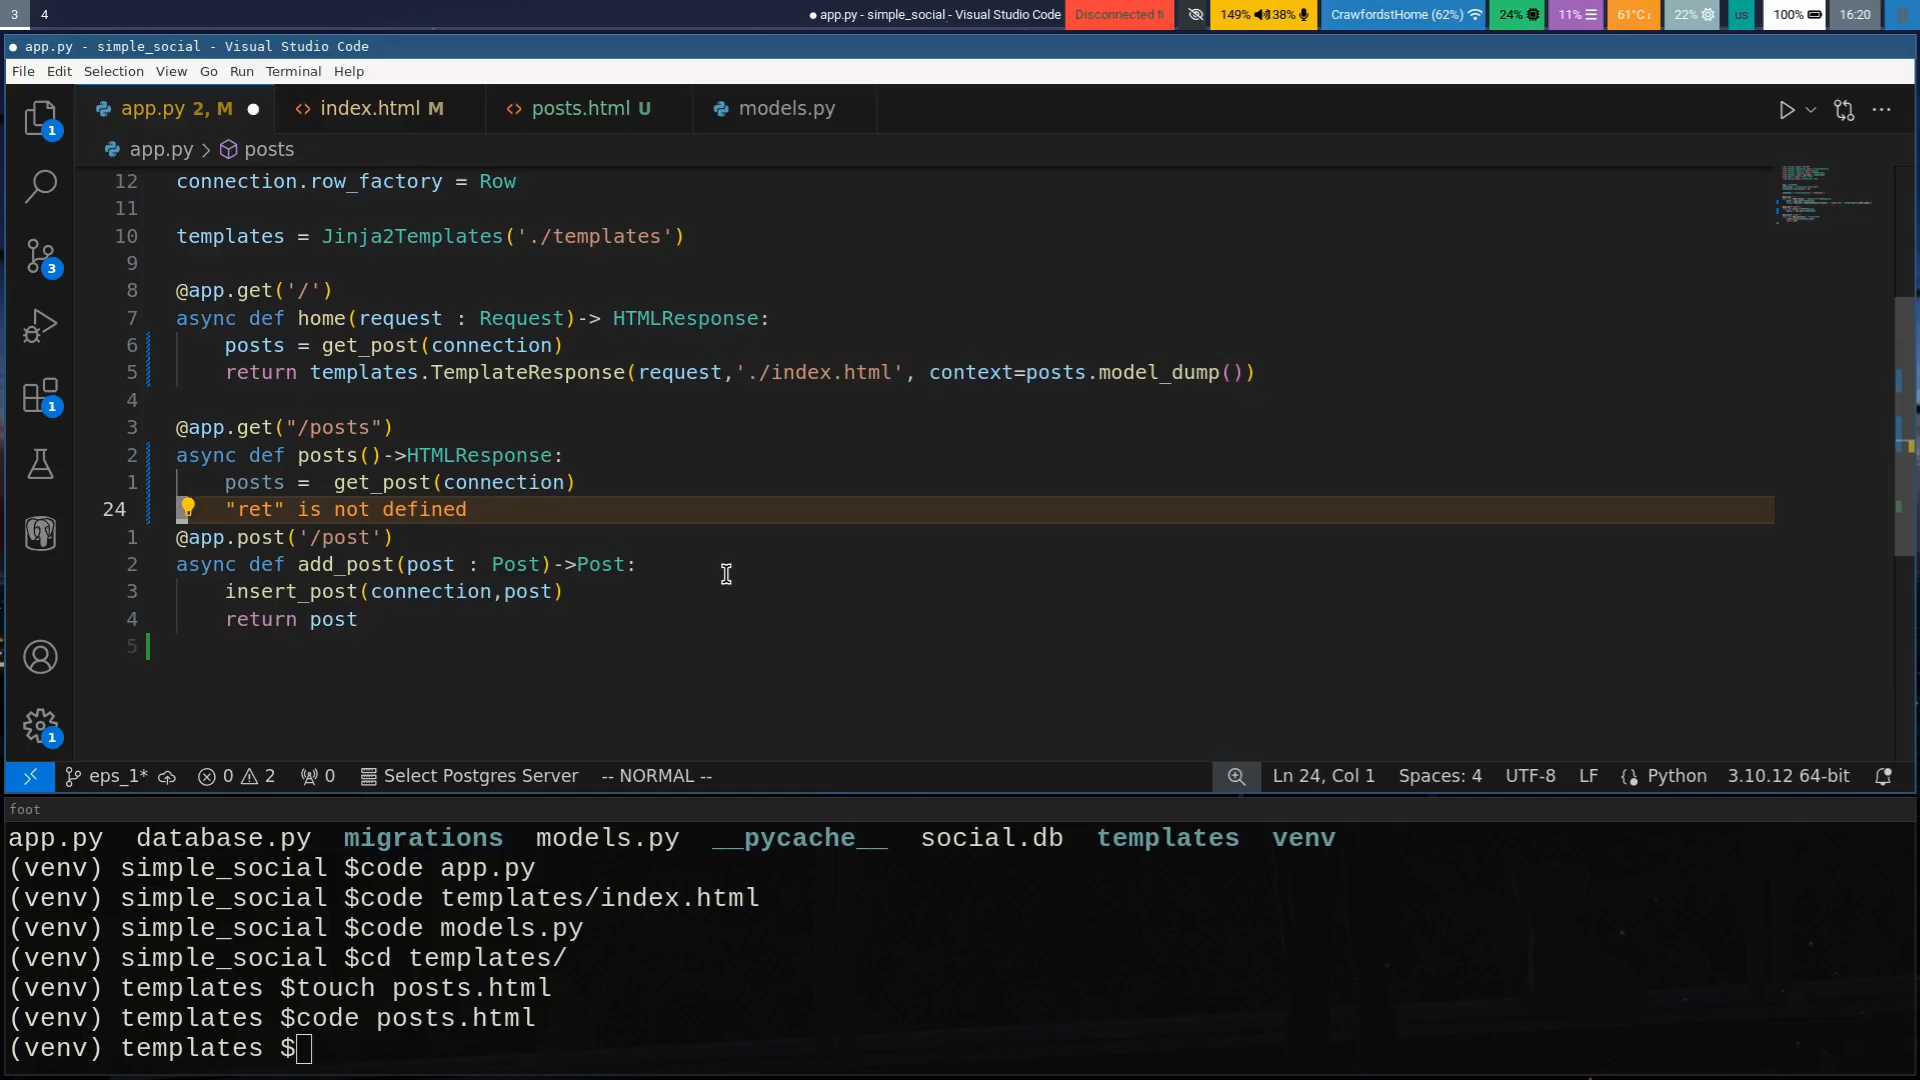 3 4 ● app.py - simple_social - Visual Studio Code Disconnected 149% 38% CrawfordstHome (62%) 24% 11% 61°C 22% us 100% 16:20
● app.py - simple_social - Visual Studio Code
File Edit Selection View Go Run Terminal Help
app.py 2, M ● index.html M posts.html U models.py
app.py > posts
12 connection.row_factory = Row
11
10 templates = Jinja2Templates('./templates')
9
8 @app.get('/')
7 async def home(request : Request)-> HTMLResponse:
6 posts = get_post(connection)
5 return templates.TemplateResponse(request,'./index.html', context=posts.model_dump())
4
3 @app.get("/posts")
2 async def posts()->HTMLResponse:
1 posts =  get_post(connection)
24 "ret" is not defined
1 @app.post('/post')
2 async def add_post(post : Post)->Post:
3 insert_post(connection,post)
4 return post
5
1
3
1
1
eps_1* 0 2 0 Select Postgres Server -- NORMAL -- Ln 24, Col 1 Spaces: 4 UTF-8 LF Python 3.10.12 64-bit
foot
app.py database.py migrations models.py __pycache__ social.db templates venv
(venv) simple_social $code app.py
(venv) simple_social $code templates/index.html
(venv) simple_social $code models.py
(venv) simple_social $cd templates/
(venv) templates $touch posts.html
(venv) templates $code posts.html
(venv) templates $